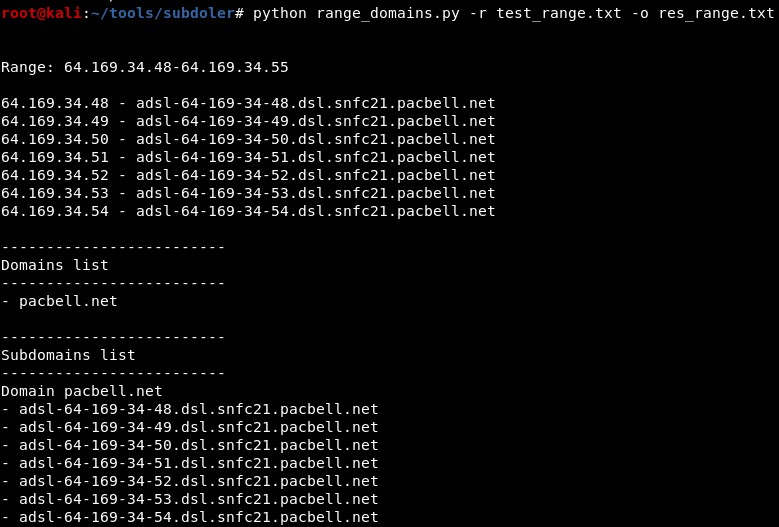 root@kali:~/tools/subdoler# python range_domains.py -r test_range.txt -o res_range.txt
Range: 64.169.34.48-64.169.34.55
64.169.34.48 - adsl-64-169-34-48.dsl.snfc21.pacbell.net
64.169.34.49 - adsl-64-169-34-49.dsl.snfc21.pacbell.net
64.169.34.50 - adsl-64-169-34-50.dsl.snfc21.pacbell.net
64.169.34.51 - adsl-64-169-34-51.dsl.snfc21.pacbell.net
64.169.34.52 - adsl-64-169-34-52.dsl.snfc21.pacbell.net
64.169.34.53 - adsl-64-169-34-53.dsl.snfc21.pacbell.net
64.169.34.54 - adsl-64-169-34-54.dsl.snfc21.pacbell.net
-------------------------
Domains list
-------------------------
- pacbell.net
-------------------------
Subdomains list
-------------------------
Domain pacbell.net
- adsl-64-169-34-48.dsl.snfc21.pacbell.net
- adsl-64-169-34-49.dsl.snfc21.pacbell.net
- adsl-64-169-34-50.dsl.snfc21.pacbell.net
- adsl-64-169-34-51.dsl.snfc21.pacbell.net
- adsl-64-169-34-52.dsl.snfc21.pacbell.net
- adsl-64-169-34-53.dsl.snfc21.pacbell.net
- adsl-64-169-34-54.dsl.snfc21.pacbell.net